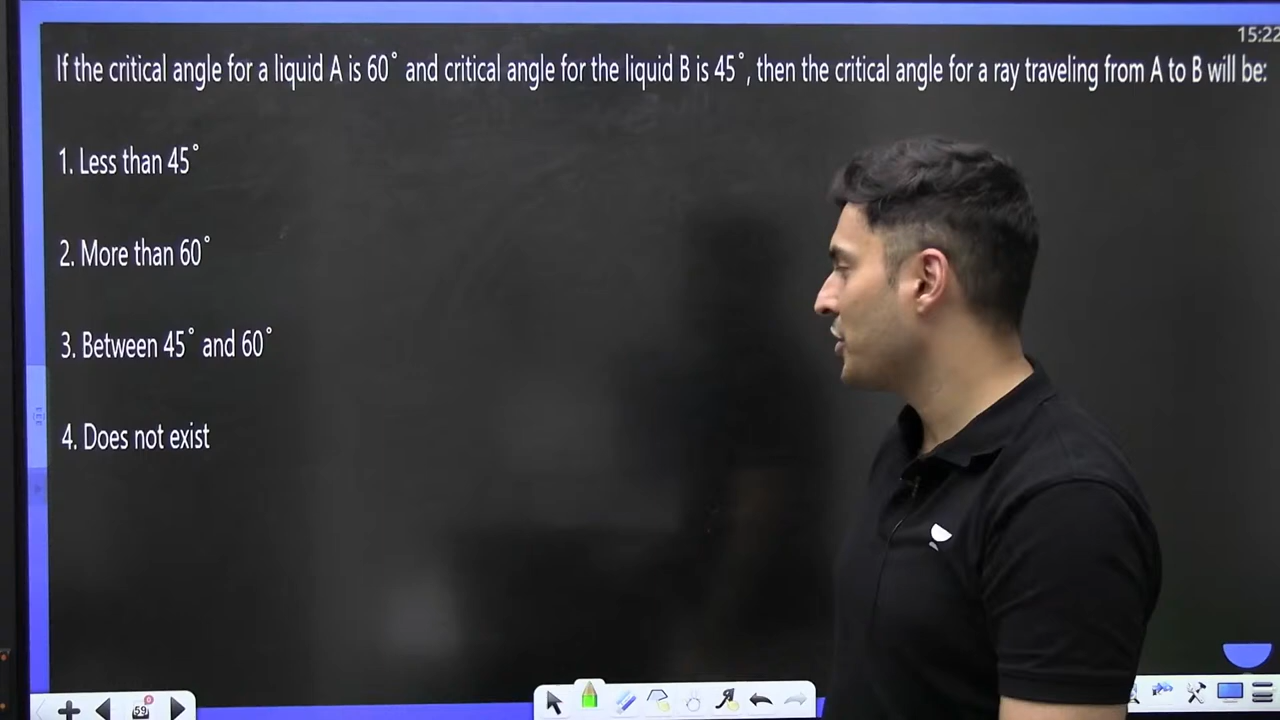 15:22
If the critical angle for a liquid A is 60° and critical angle for the liquid B is 45°, then the critical angle for a ray traveling from A to B will be:
1. Less than 45°
2. More than 60°
3. Between 45° and 60°
4. Does not exist
59